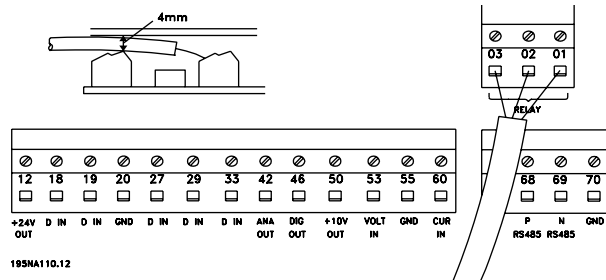 4mm
03 02 01
RELAY
12 18 19 20 27 29 33 42 46 50 53 55 60
+24V OUT D IN D IN GND D IN D IN D IN ANA OUT DIG OUT +10V OUT VOLT IN GND CUR IN
68 69 70
P RS485 N RS485 GND
195NA110.12